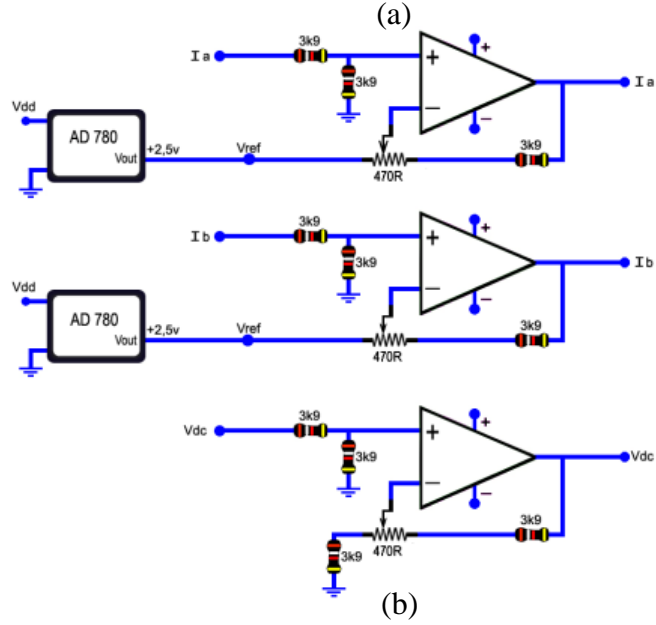 (a)
3k9
Ia
+
3k9
+
Ia
Vdd
−
−
AD 780
+2,5v
Vref
Vout
470R
3k9
3k9
Ib
+
3k9
+
Ib
Vdd
−
−
AD 780
+2,5v
Vref
Vout
470R
3k9
3k9
Vdc
+
3k9
+
Vdc
−
−
3k9
470R
3k9
(b)